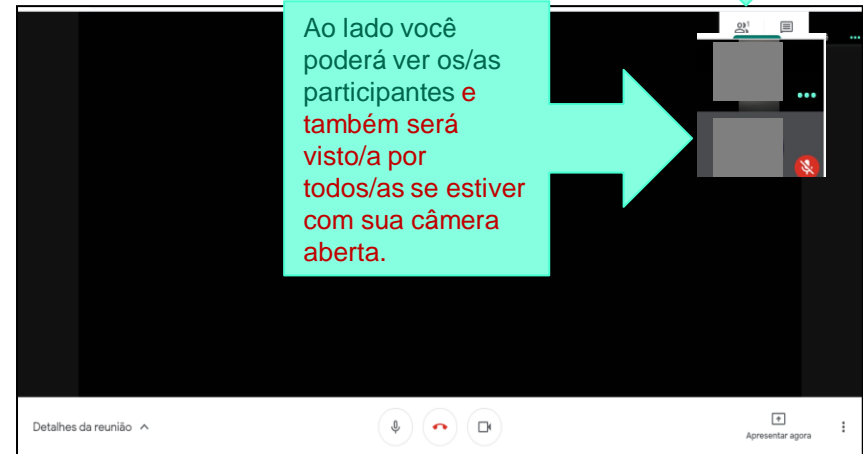 Ao lado você
poderá ver os/as
participantes e
também será
visto/a por
todos/as se estiver
com sua câmera
aberta.
Detalhes da reunião
Apresentar agora